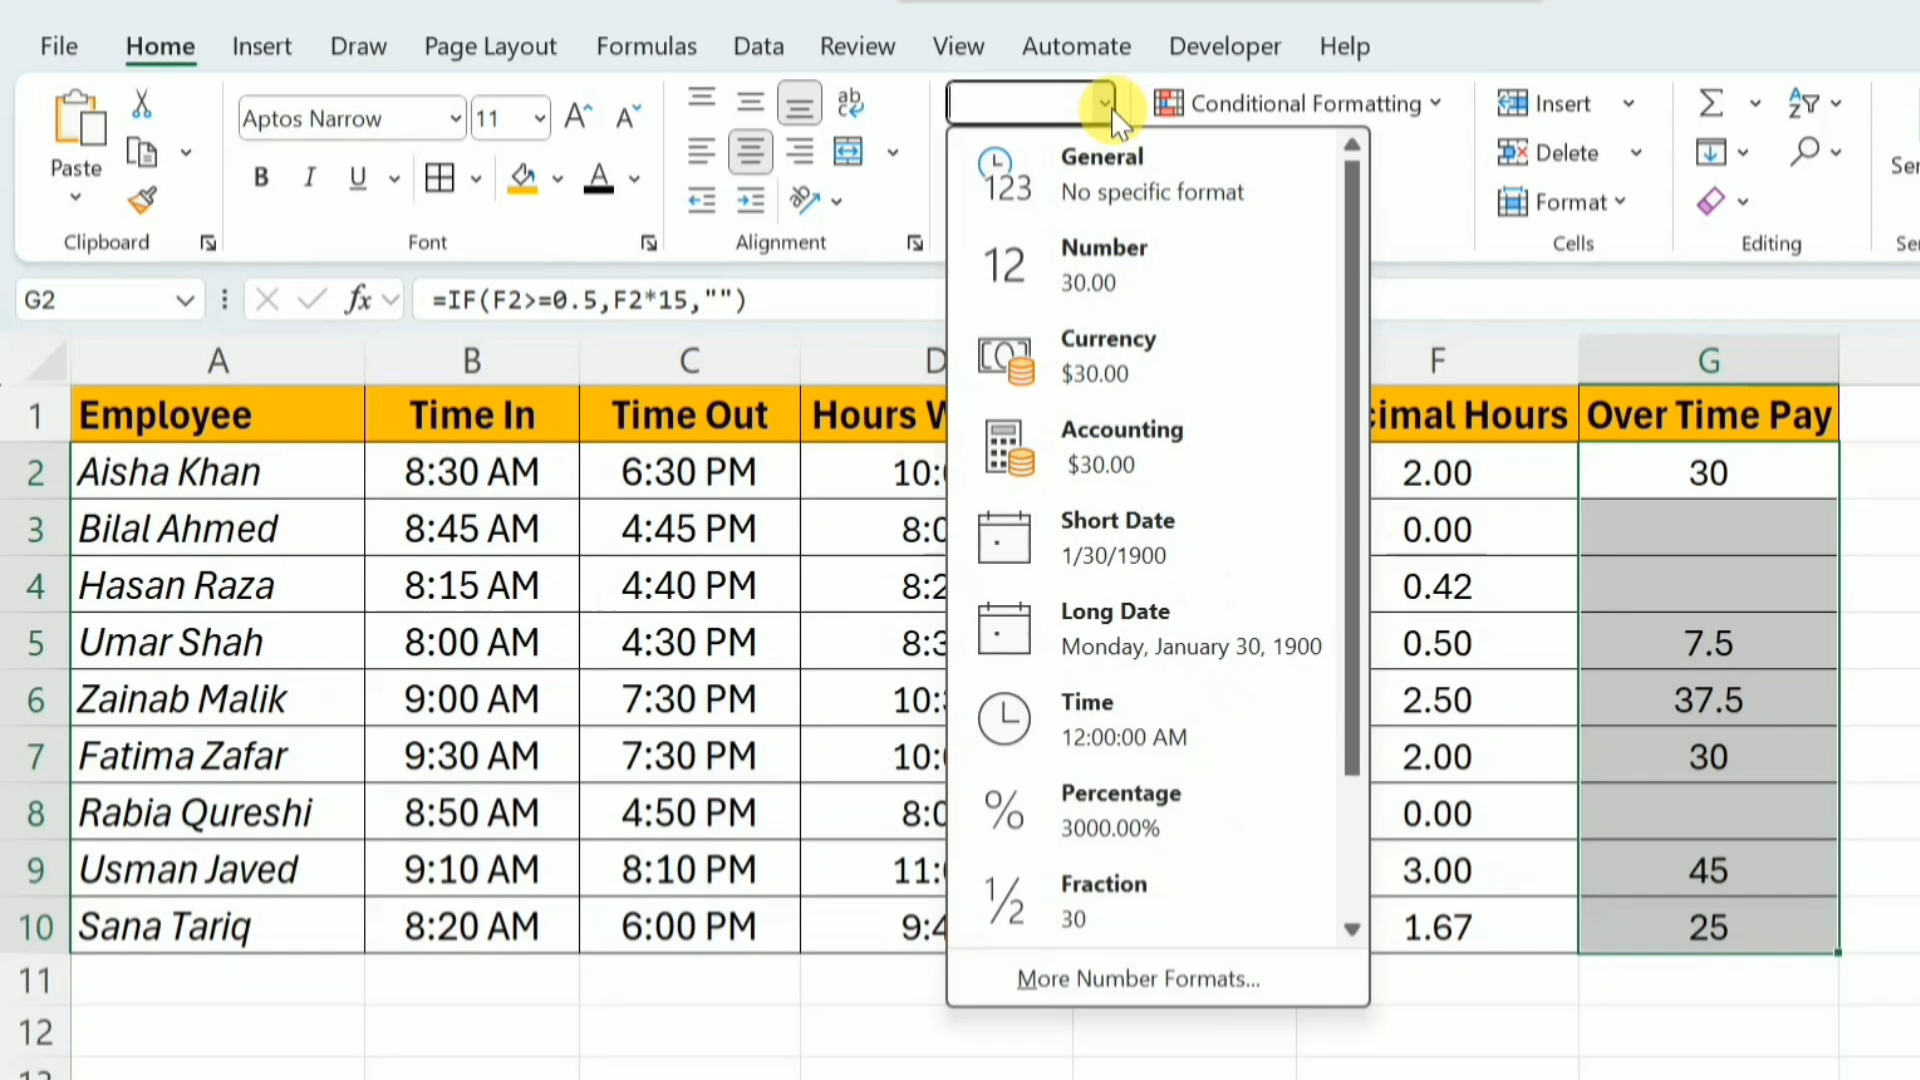 File Home Insert Draw Page Layout Formulas Data Review View Automate Developer Help
Paste
Clipboard
Aptos Narrow 11
B I U A
Font
ab
Alignment
Conditional Formatting
Insert
Delete
Format
Cells
Editing
G2 fx =IF(F2>=0.5,F2*15,"")
General
No specific format
123
Number
30.00
12
Currency
$30.00
Accounting
$30.00
Short Date
1/30/1900
Long Date
Monday, January 30, 1900
Time
12:00:00 AM
Percentage
3000.00%
%
Fraction
30
1/2
More Number Formats...
A B C D F G
1 Employee Time In Time Out Hours Over Time Pay
2 Aisha Khan 8:30 AM 6:30 PM 10: 2.00 30
3 Bilal Ahmed 8:45 AM 4:45 PM 8:0 0.00
4 Hasan Raza 8:15 AM 4:40 PM 8:2 0.42
5 Umar Shah 8:00 AM 4:30 PM 8:3 0.50 7.5
6 Zainab Malik 9:00 AM 7:30 PM 10: 2.50 37.5
7 Fatima Zafar 9:30 AM 7:30 PM 10: 2.00 30
8 Rabia Qureshi 8:50 AM 4:50 PM 8:0 0.00
9 Usman Javed 9:10 AM 8:10 PM 11: 3.00 45
10 Sana Tariq 8:20 AM 6:00 PM 9:4 1.67 25
11
12